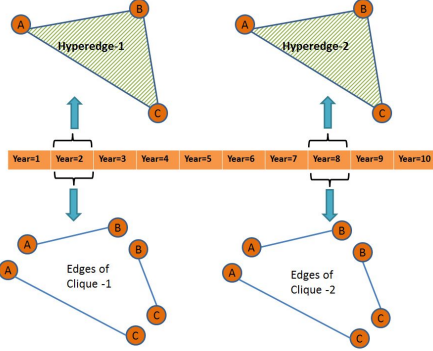 A
B
Hyperedge-1
C
A
B
Hyperedge-2
C
Year=1 Year=2 Year=3 Year=4 Year=5 Year=6 Year=7 Year=8 Year=9 Year=10
A
B
B
A
Edges of
Clique -1
C
C
A
B
B
A
Edges of
Clique -2
C
C